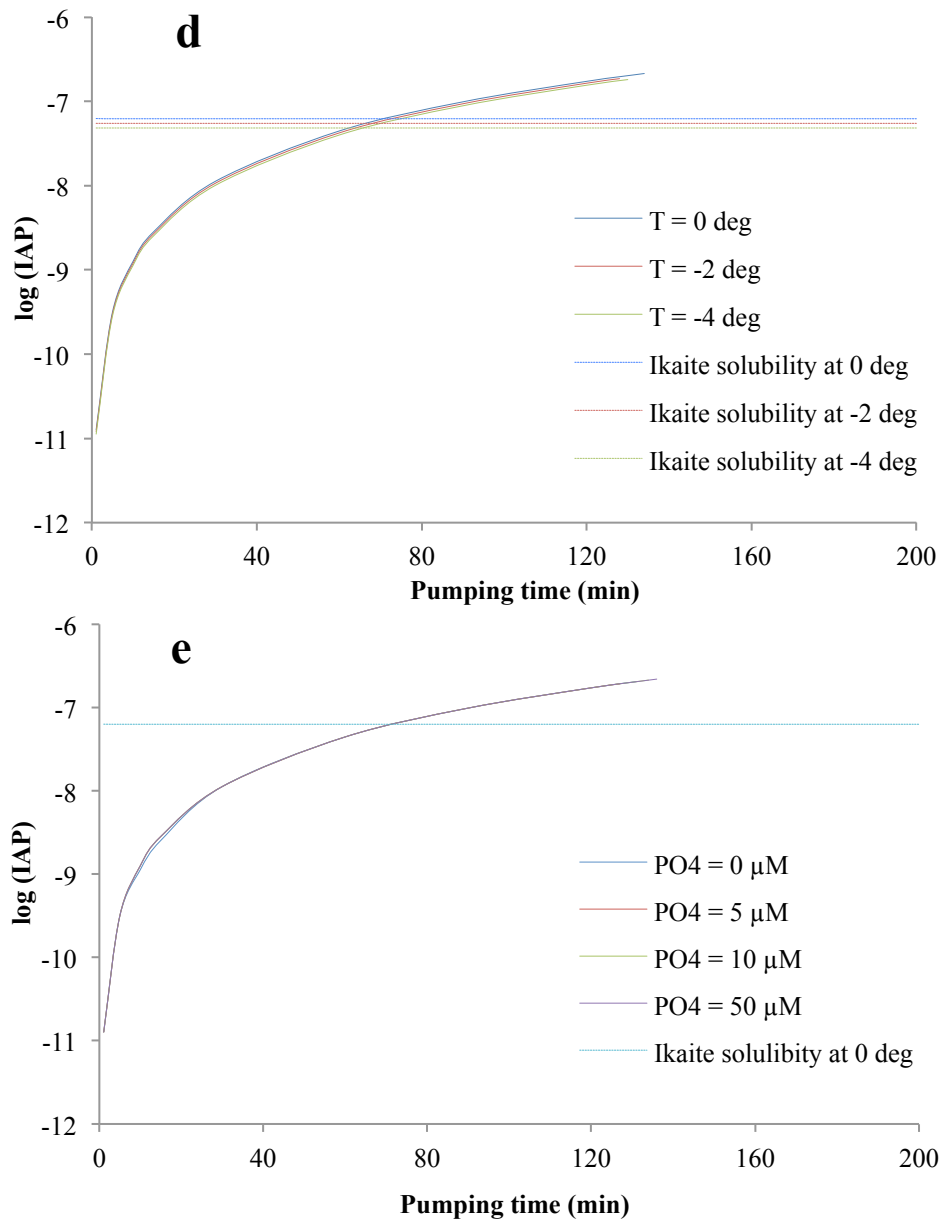 d
-6
-7
-8
-9
-10
-11
-12
log (IAP)
T = 0 deg
T = -2 deg
T = -4 deg
Ikaite solubility at 0 deg
Ikaite solubility at -2 deg
Ikaite solubility at -4 deg
0 40 80 120 160 200
Pumping time (min)
e
-6
-7
-8
-9
-10
-11
-12
log (IAP)
PO4 = 0 µM
PO4 = 5 µM
PO4 = 10 µM
PO4 = 50 µM
Ikaite solulibity at 0 deg
0 40 80 120 160 200
Pumping time (min)